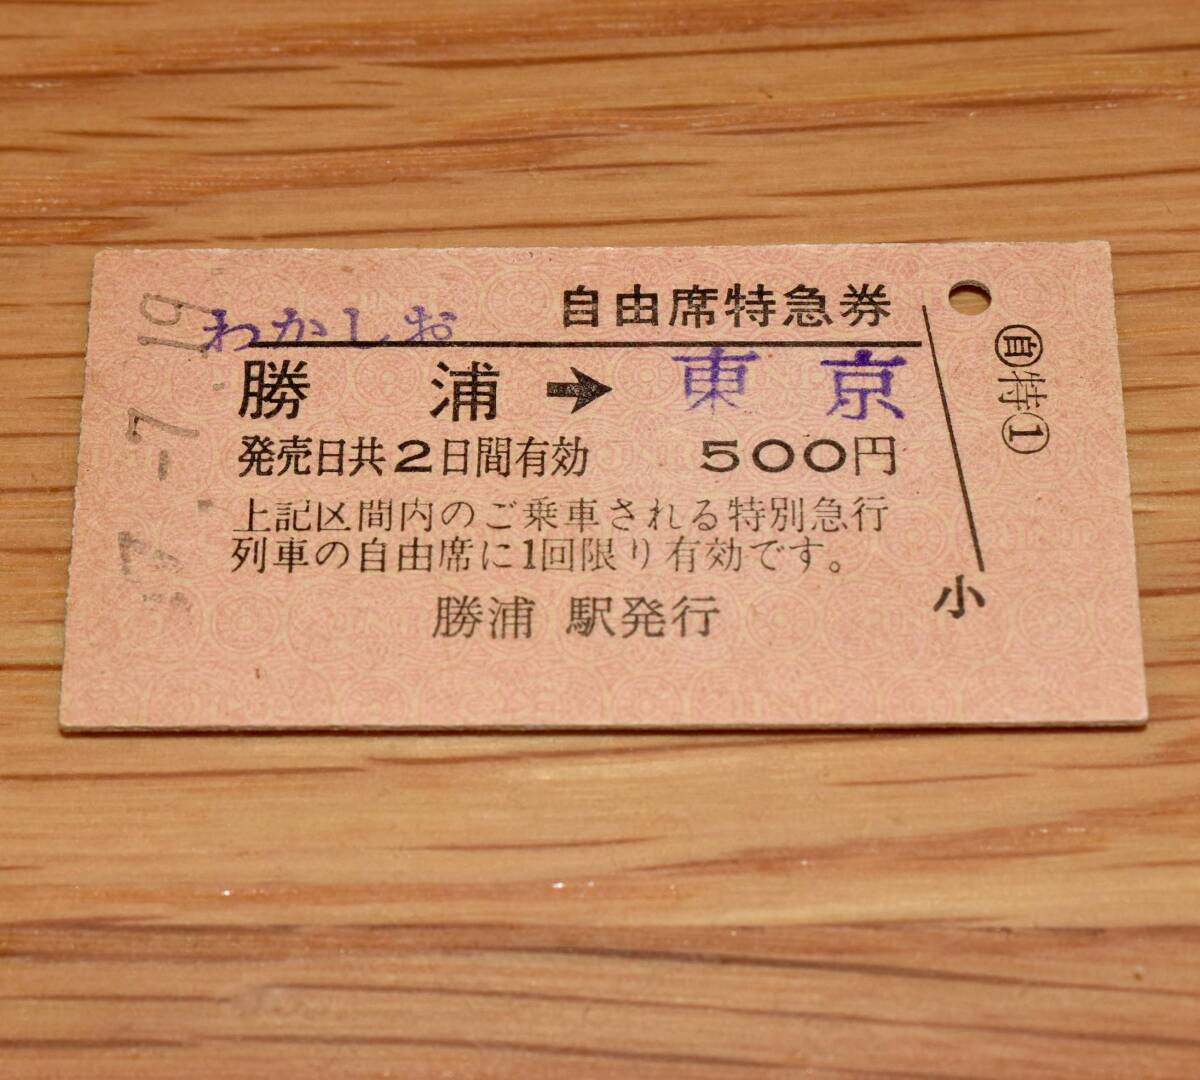 自由席特急券
わかしお
勝浦➔東京
発売日共2日間有効 500円
上記区間内のご乗車される特別急行
列車の自由席に1回限り有効です。
勝浦 駅発行
小
㊀特①